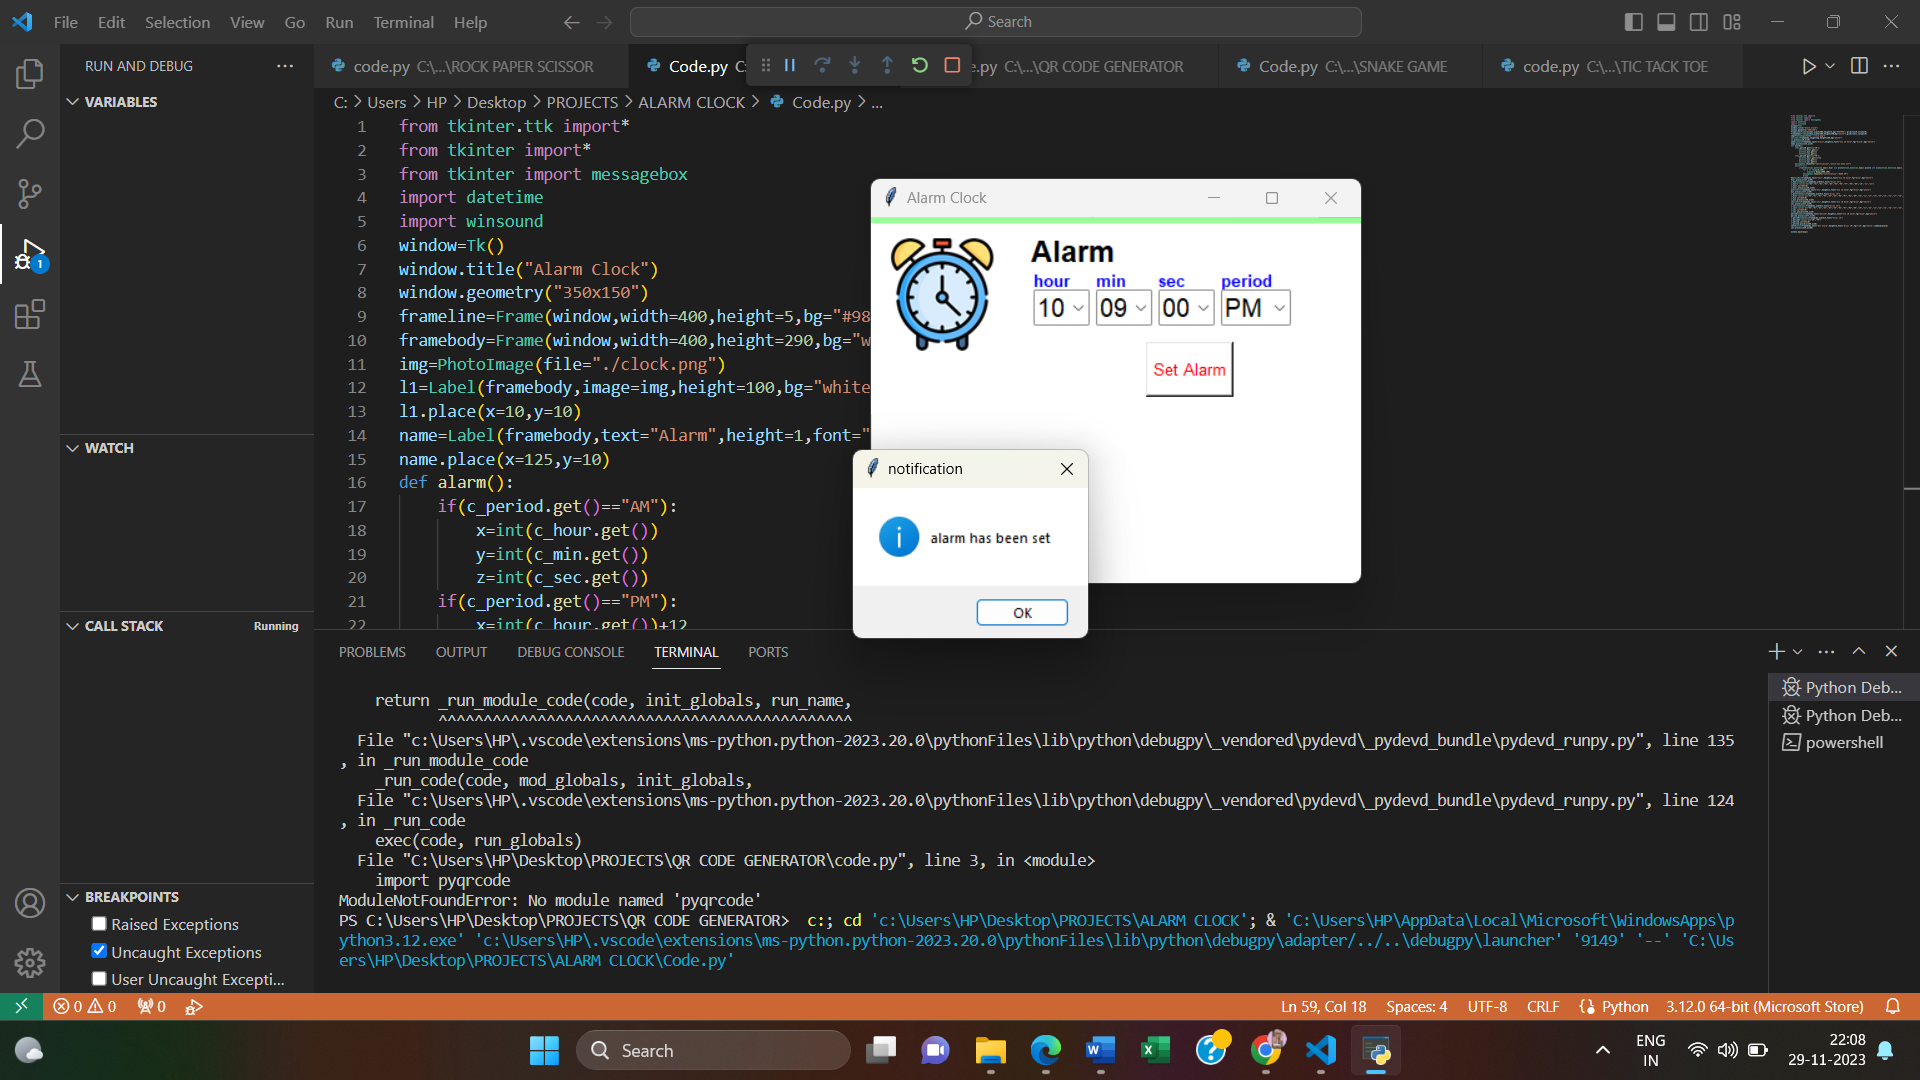 File Edit Selection View Go Run Terminal Help
Search
RUN AND DEBUG
code.py C:\...\ROCK PAPER SCISSOR
Code.py C:
e.py C:\...\QR CODE GENERATOR
Code.py C:\...\SNAKE GAME
code.py C:\...\TIC TACK TOE
VARIABLES
C: > Users > HP > Desktop > PROJECTS > ALARM CLOCK > Code.py > ...
1 from tkinter.ttk import*
2 from tkinter import*
3 from tkinter import messagebox
4 import datetime
5 import winsound
6 window=Tk()
7 window.title("Alarm Clock")
8 window.geometry("350x150")
9 frameline=Frame(window,width=400,height=5,bg="#98
10 framebody=Frame(window,width=400,height=290,bg="w
11 img=PhotoImage(file="./clock.png")
12 l1=Label(framebody,image=img,height=100,bg="white
13 l1.place(x=10,y=10)
14 name=Label(framebody,text="Alarm",height=1,font="
15 name.place(x=125,y=10)
16 def alarm():
17 if(c_period.get()=="AM"):
18 x=int(c_hour.get())
19 y=int(c_min.get())
20 z=int(c_sec.get())
21 if(c_period.get()=="PM"):
22 x=int(c_hour.get())+12
Alarm Clock
Alarm
hour min sec period
10 09 00 PM
Set Alarm
notification
alarm has been set
OK
WATCH
CALL STACK Running
BREAKPOINTS
Raised Exceptions
Uncaught Exceptions
User Uncaught Excepti...
PROBLEMS OUTPUT DEBUG CONSOLE TERMINAL PORTS
return _run_module_code(code, init_globals, run_name,
^^^^^^^^^^^^^^^^^^^^^^^^^^^^^^^^^^^^^^^^^^^^^^
File "c:\Users\HP\.vscode\extensions\ms-python.python-2023.20.0\pythonFiles\lib\python\debugpy\_vendored\pydevd\_pydevd_bundle\pydevd_runpy.py", line 135
, in _run_module_code
_run_code(code, mod_globals, init_globals,
File "c:\Users\HP\.vscode\extensions\ms-python.python-2023.20.0\pythonFiles\lib\python\debugpy\_vendored\pydevd\_pydevd_bundle\pydevd_runpy.py", line 124
, in _run_code
exec(code, run_globals)
File "C:\Users\HP\Desktop\PROJECTS\QR CODE GENERATOR\code.py", line 3, in <module>
import pyqrcode
ModuleNotFoundError: No module named 'pyqrcode'
PS C:\Users\HP\Desktop\PROJECTS\QR CODE GENERATOR>  c:; cd 'c:\Users\HP\Desktop\PROJECTS\ALARM CLOCK'; & 'C:\Users\HP\AppData\Local\Microsoft\WindowsApps\p
ython3.12.exe' 'c:\Users\HP\.vscode\extensions\ms-python.python-2023.20.0\pythonFiles\lib\python\debugpy\adapter/../..\debugpy\launcher' '9149' '--' 'C:\Us
ers\HP\Desktop\PROJECTS\ALARM CLOCK\Code.py'
Python Deb...
Python Deb...
powershell
0 0 0
Ln 59, Col 18 Spaces: 4 UTF-8 CRLF Python 3.12.0 64-bit (Microsoft Store)
1
Search
ENG
IN
22:08
29-11-2023